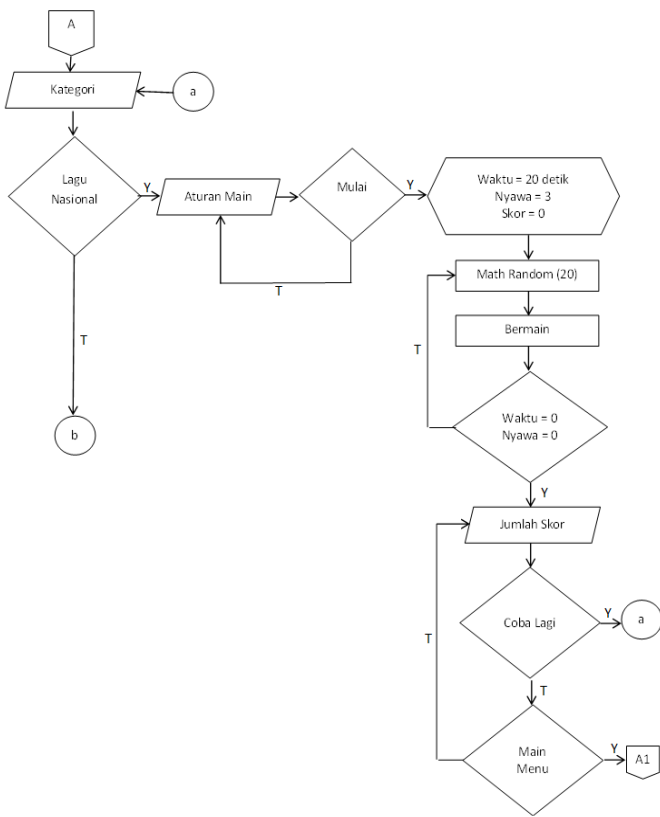 A
Kategori
a
Lagu
Nasional
Y
Aturan Main
Mulai
Y
Waktu = 20 detik
Nyawa = 3
Skor = 0
T
Math Random (20)
T
Bermain
T
b
Waktu = 0
Nyawa = 0
Y
Jumlah Skor
Coba Lagi
Y
a
T
T
Main
Menu
Y
A1